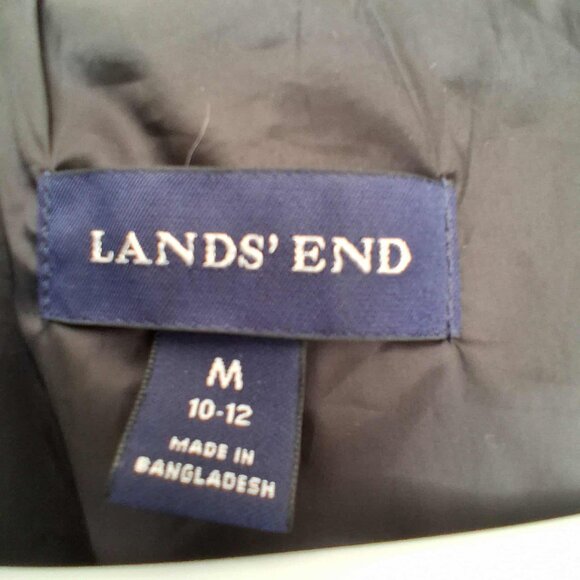 LANDS' END
M
10-12
MADE IN
BANGLADESH